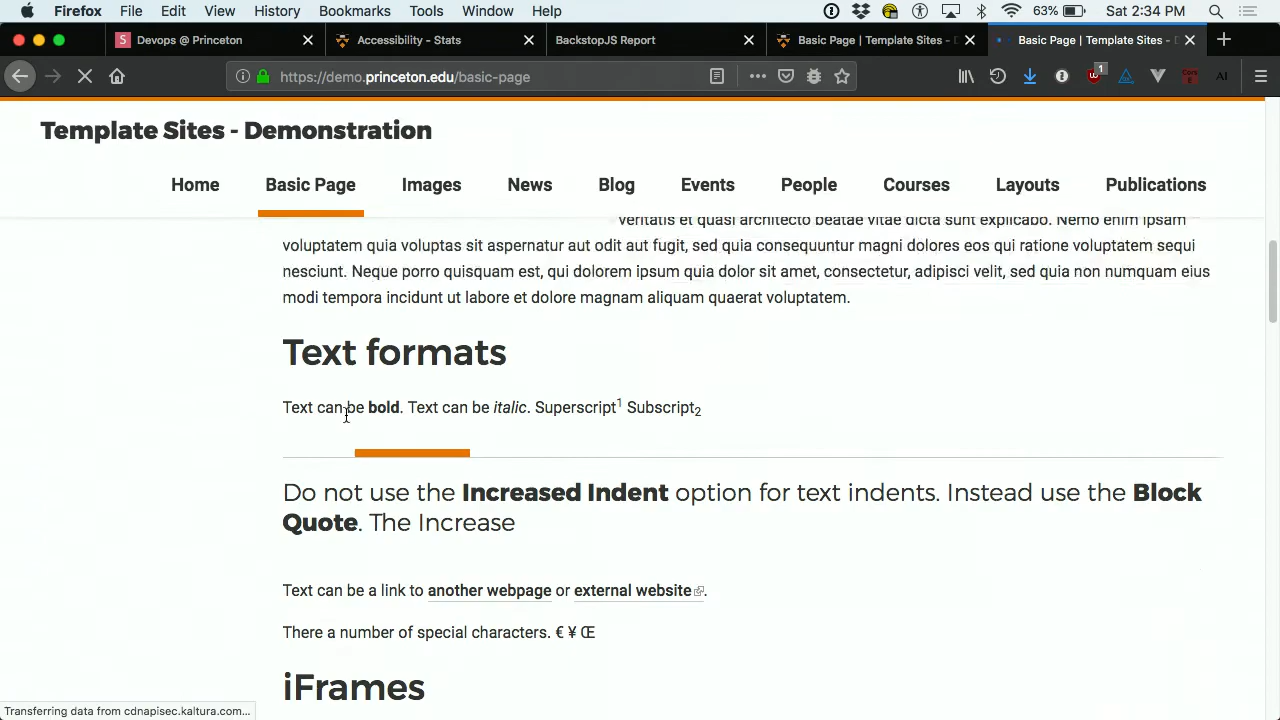 Firefox File Edit View History Bookmarks Tools Window Help 63% Sat 2:34 PM
S Devops @ Princeton Accessibility - Stats BackstopJS Report Basic Page | Template Sites - Basic Page | Template Sites -
https://demo.princeton.edu/basic-page 1 AI
Template Sites - Demonstration
Home Basic Page Images News Blog Events People Courses Layouts Publications
veritatis et quasi architecto beatae vitae dicta sunt explicabo. Nemo enim ipsam
voluptatem quia voluptas sit aspernatur aut odit aut fugit, sed quia consequuntur magni dolores eos qui ratione voluptatem sequi
nesciunt. Neque porro quisquam est, qui dolorem ipsum quia dolor sit amet, consectetur, adipisci velit, sed quia non numquam eius
modi tempora incidunt ut labore et dolore magnam aliquam quaerat voluptatem.
Text formats
Text can be bold. Text can be italic. Superscript¹ Subscript₂
Do not use the Increased Indent option for text indents. Instead use the Block
Quote. The Increase
Text can be a link to another webpage or external website.
There a number of special characters. € ¥ Œ
iFrames
Transferring data from cdnapisec.kaltura.com...